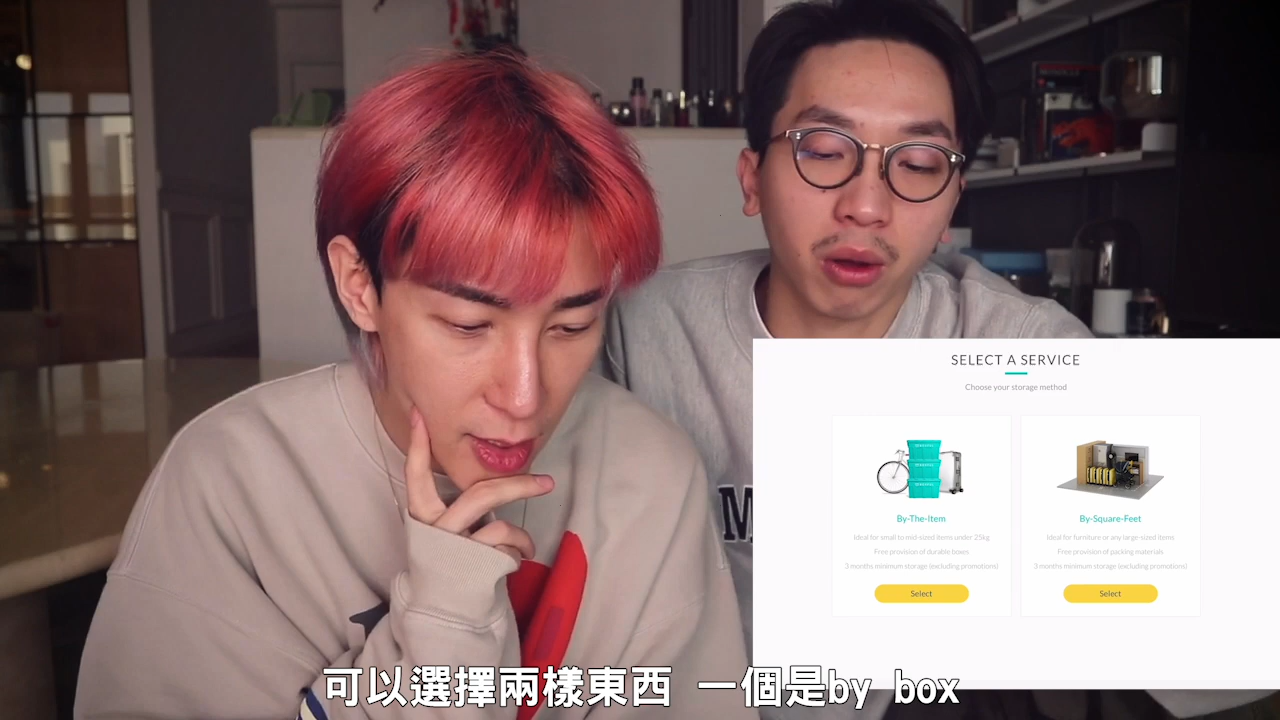 M
SELECT A SERVICE
Choose your storage method
By-The-Item
Ideal for small to mid-sized items under 25kg
Free provision of durable boxes
3 months minimum storage (excluding promotions)
Select
By-Square-Feet
Ideal for furniture or any large-sized items
Free provision of packing materials
3 months minimum storage (excluding promotions)
Select
可以選擇兩樣東西 一個是by box